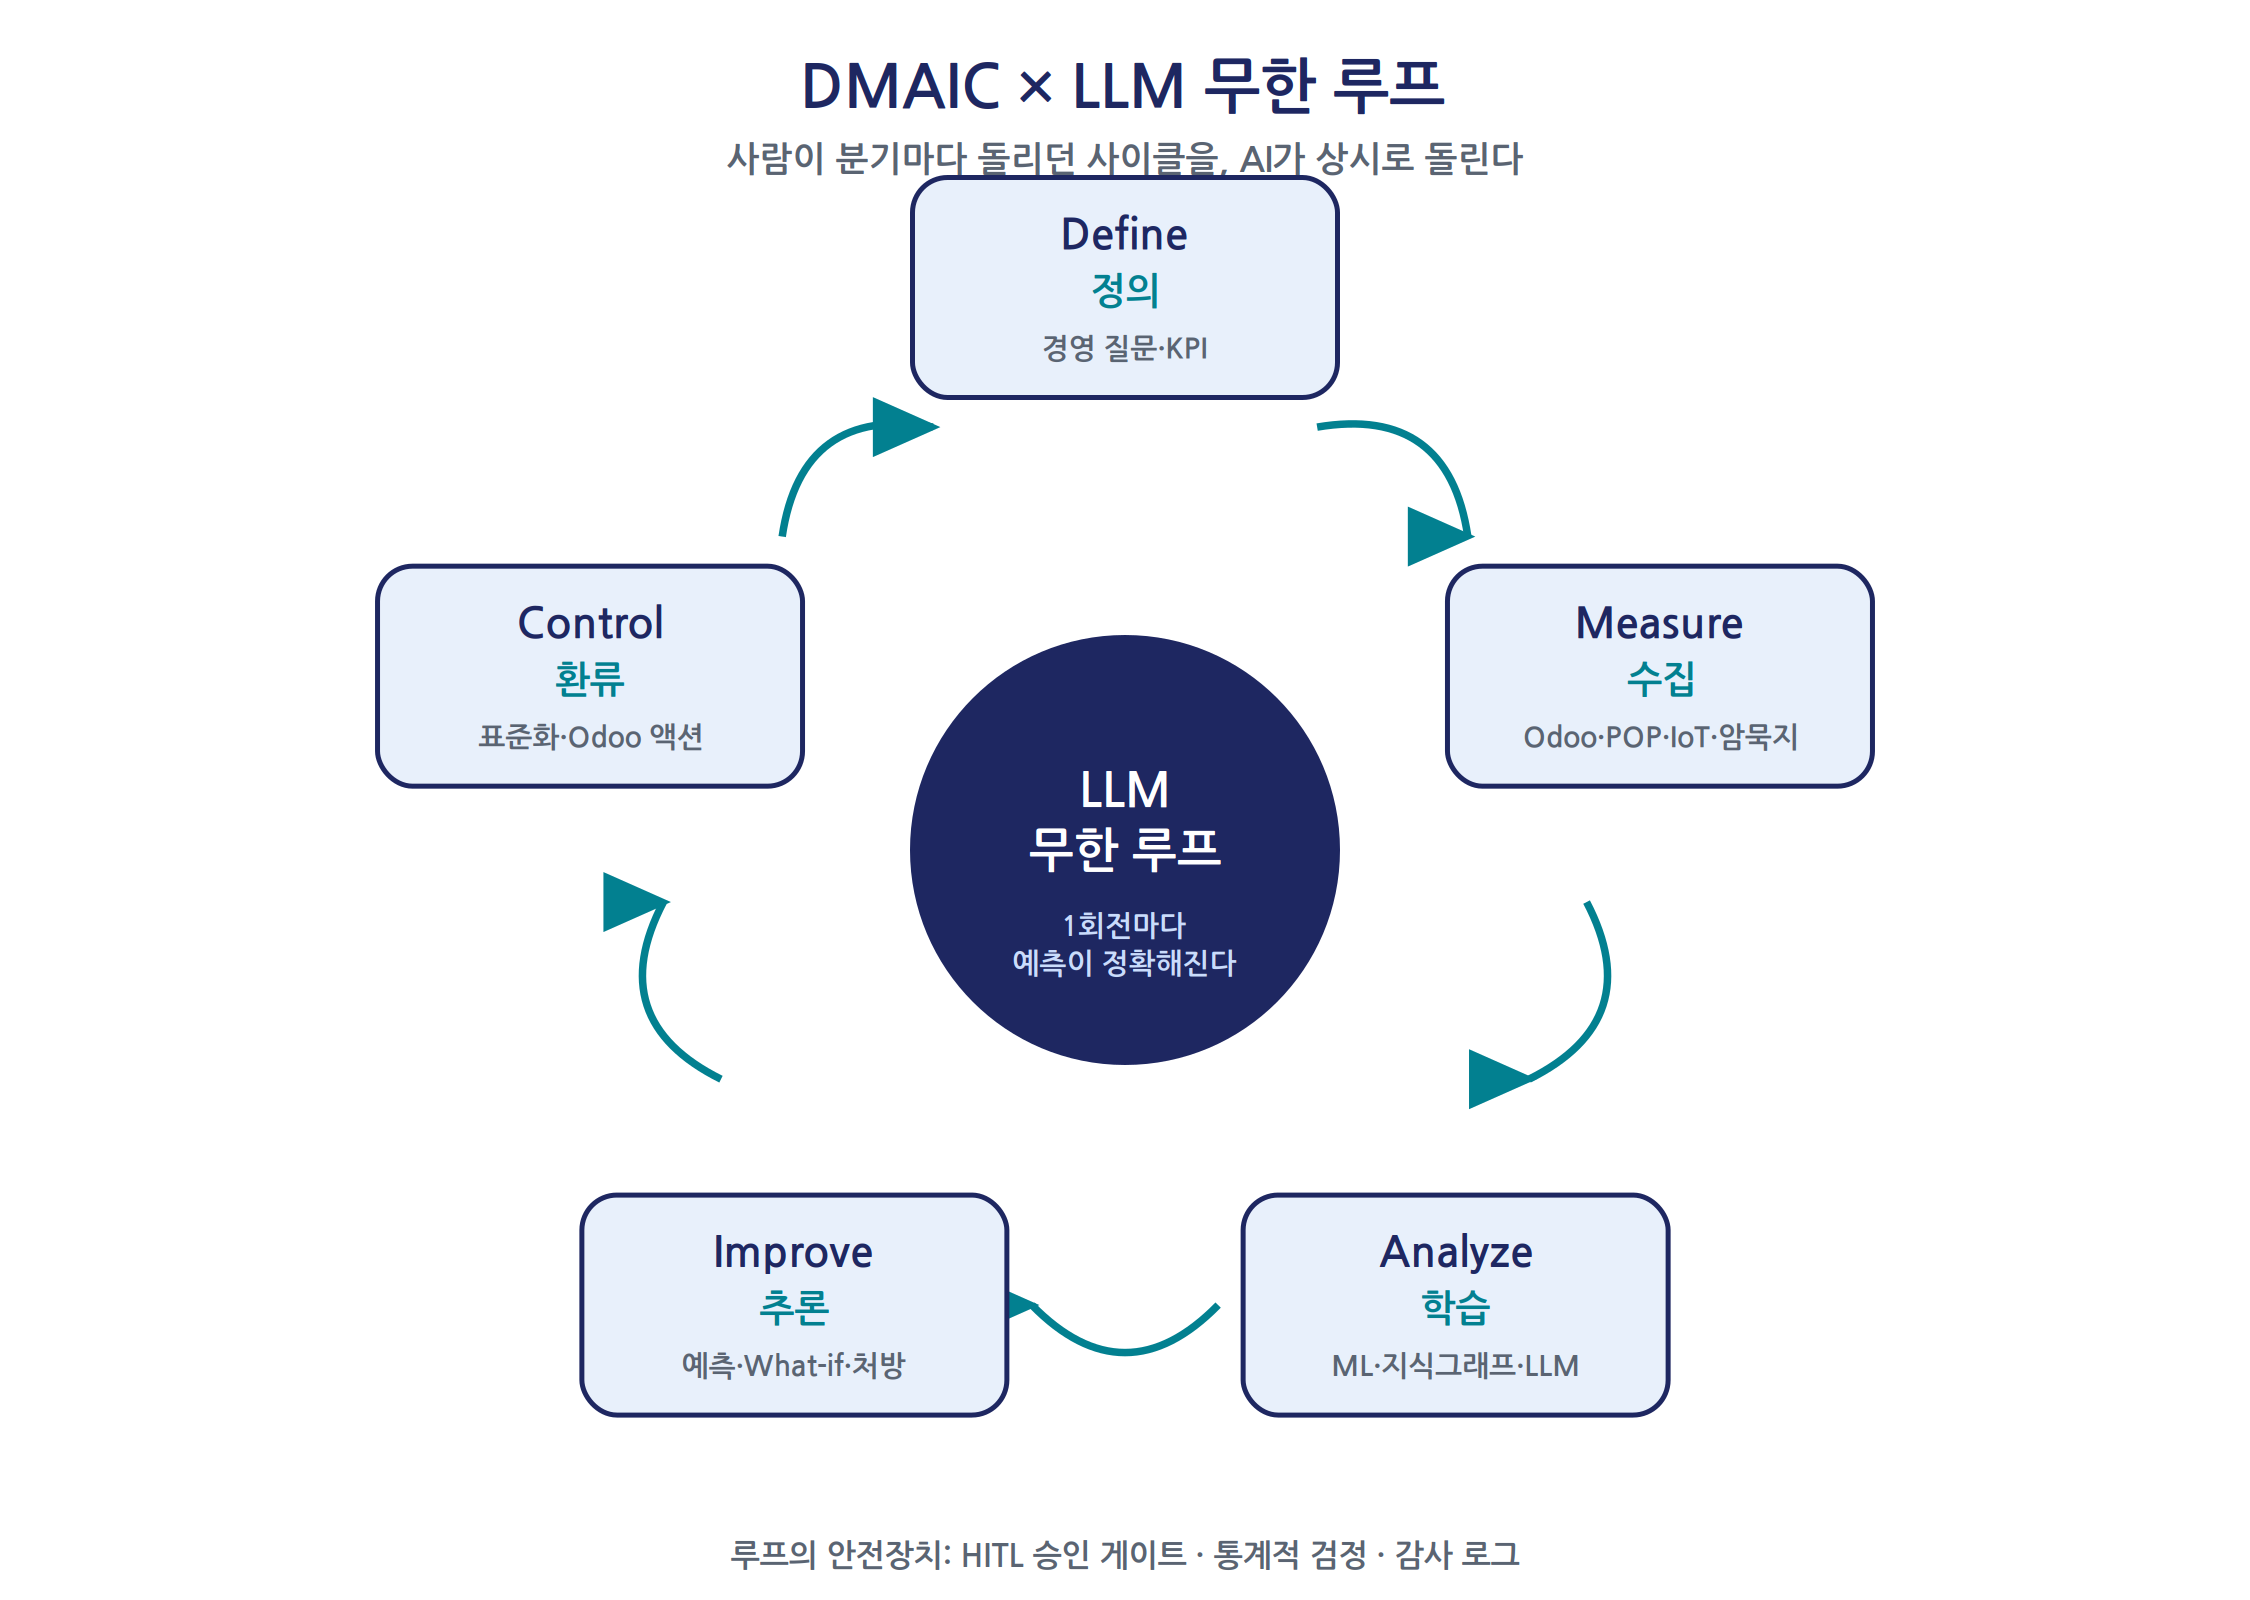 DMAIC × LLM 무한 루프
사람이 분기마다 돌리던 사이클을, AI가 상시로 돌린다
Define
정의
경영 질문·KPI
Control
환류
표준화·Odoo 액션
Measure
수집
Odoo·POP·IoT·암묵지
LLM
무한 루프
1회전마다
예측이 정확해진다
Improve
추론
예측·What-if·처방
Analyze
학습
ML·지식그래프·LLM
루프의 안전장치: HITL 승인 게이트 · 통계적 검정 · 감사 로그